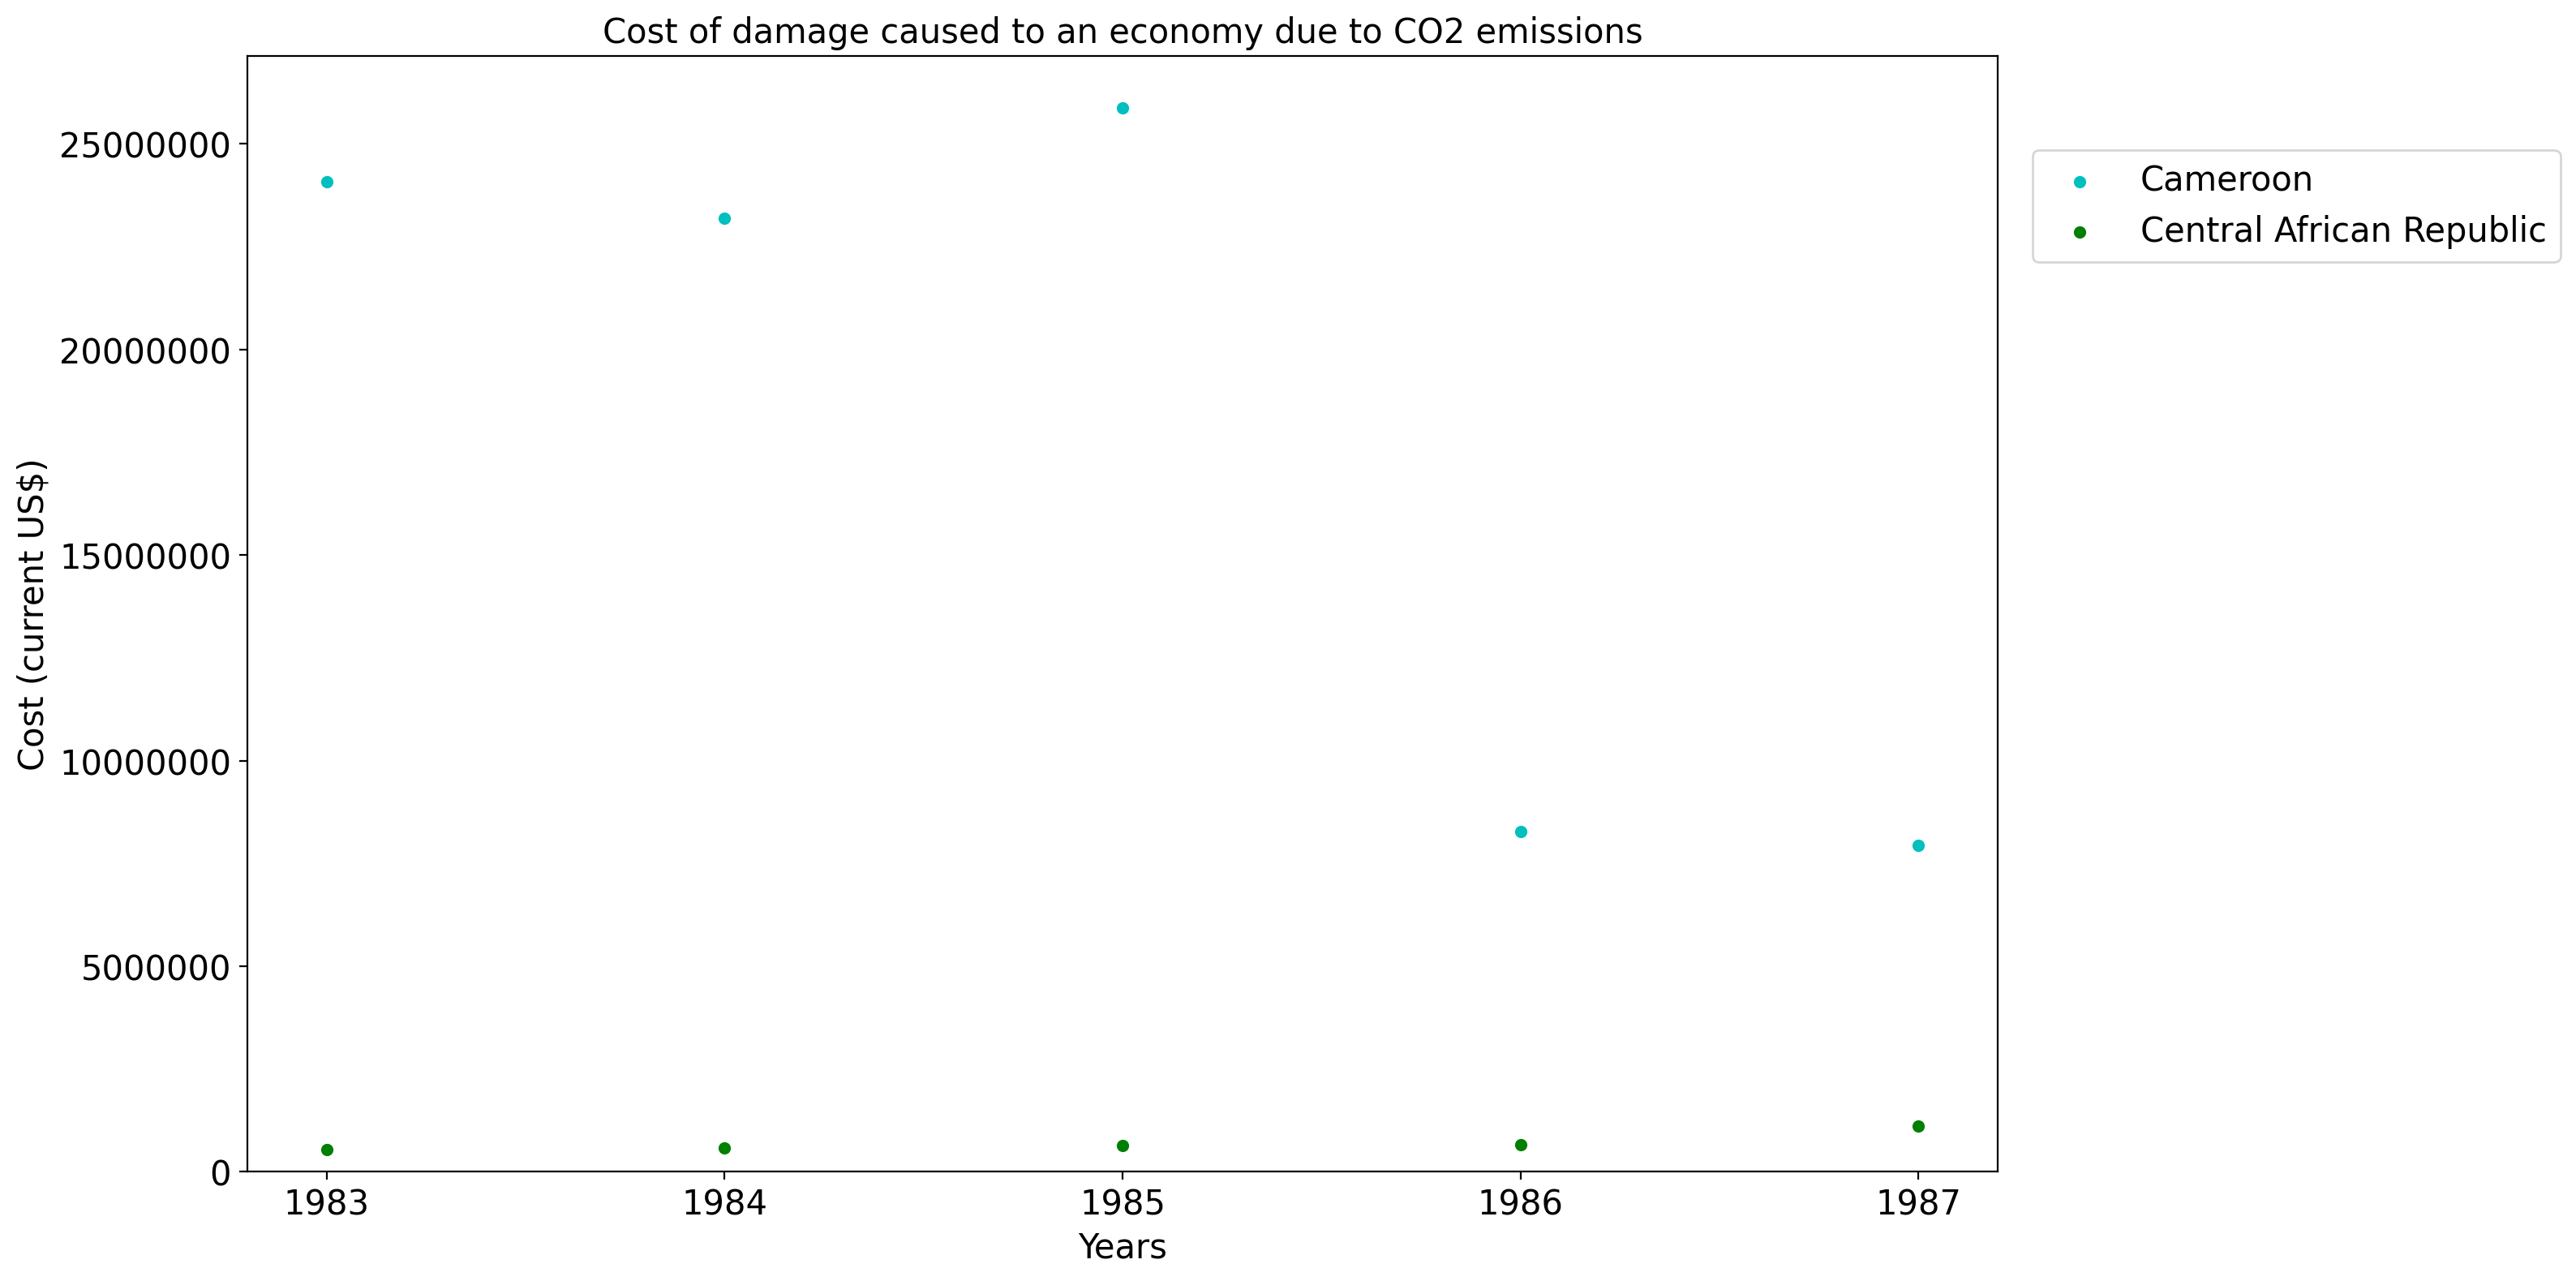 Cost of damage caused to an economy due to CO2 emissions
Cost (current US$)
25000000
20000000
15000000
10000000
5000000
0
1983 1984 1985 1986 1987
Years
Cameroon
Central African Republic